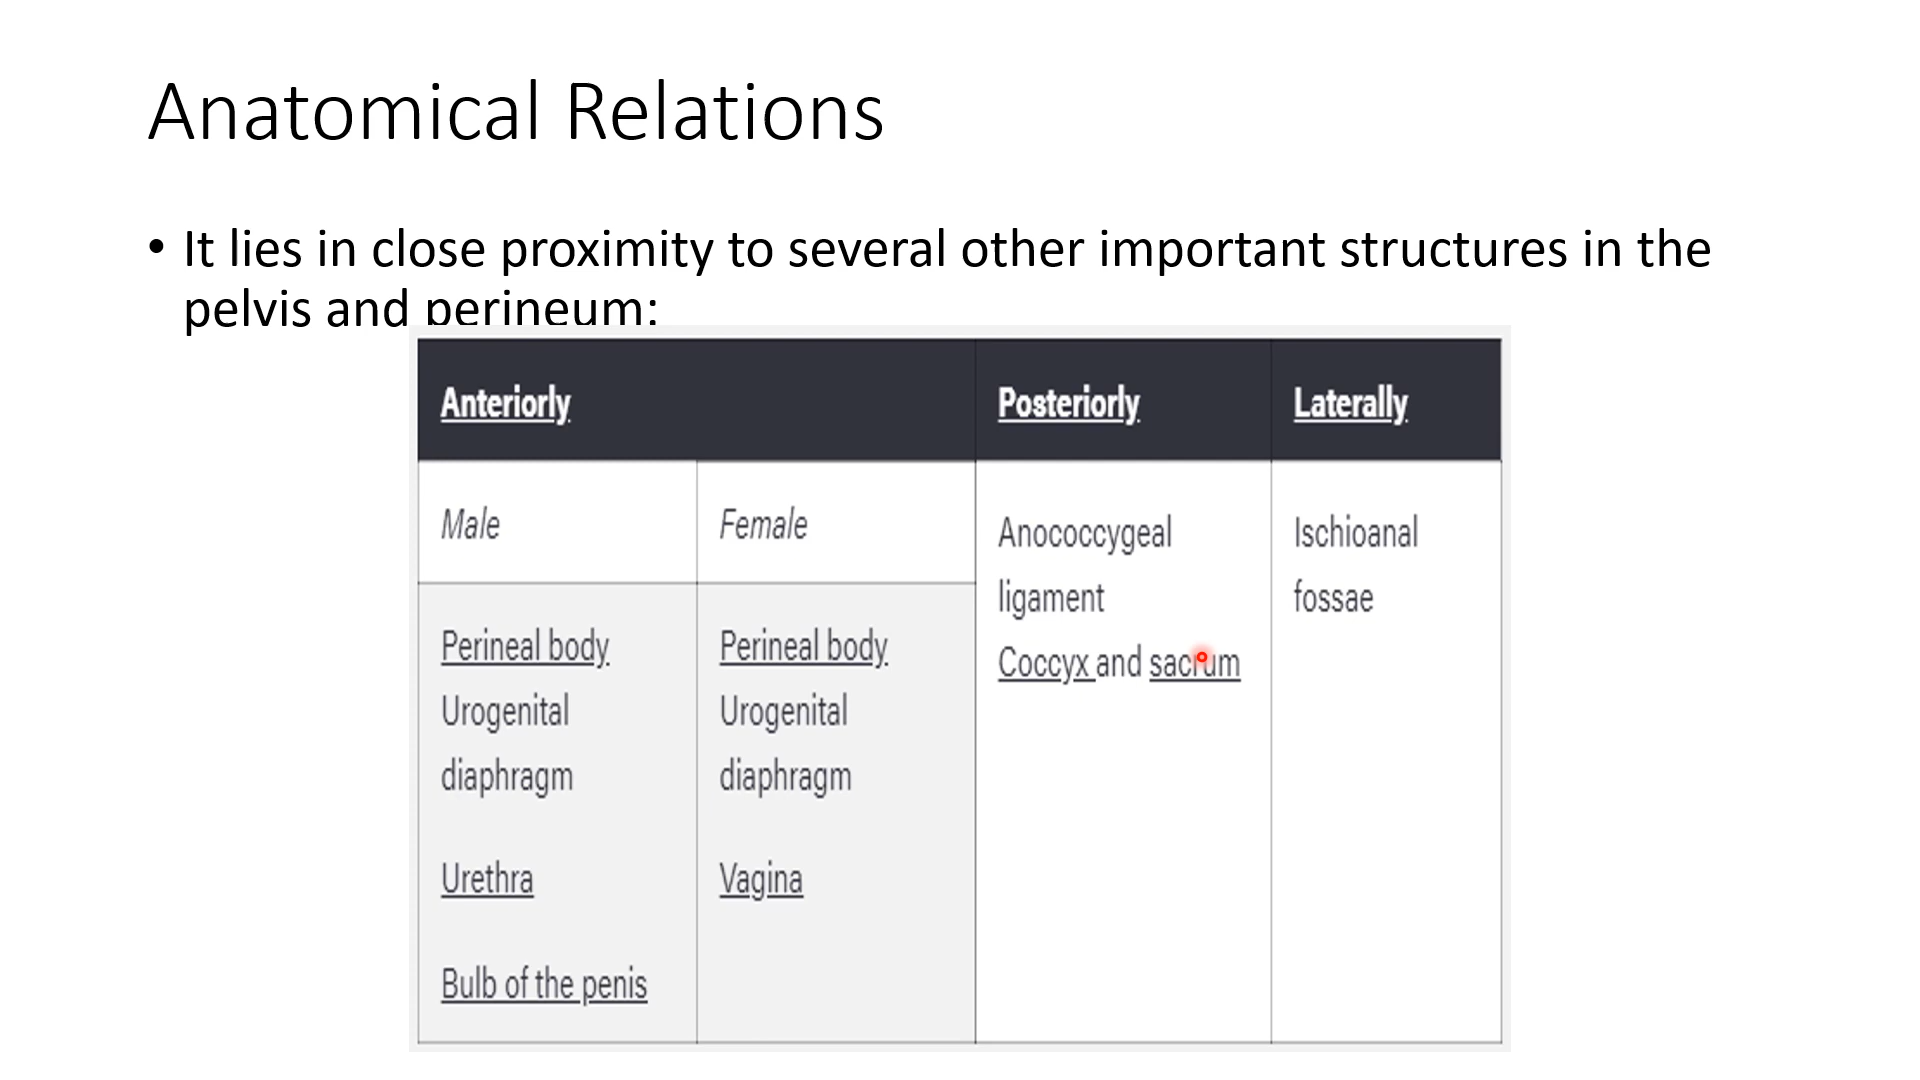 Anatomical Relations
• It lies in close proximity to several other important structures in the
pelvis and perineum:
Anteriorly
Posteriorly
Laterally
Male
Female
Perineal body
Urogenital
diaphragm
Urethra
Bulb of the penis
Perineal body
Urogenital
diaphragm
Vagina
Anococcygeal
ligament
Coccyx and sacrum
Ischioanal
fossae